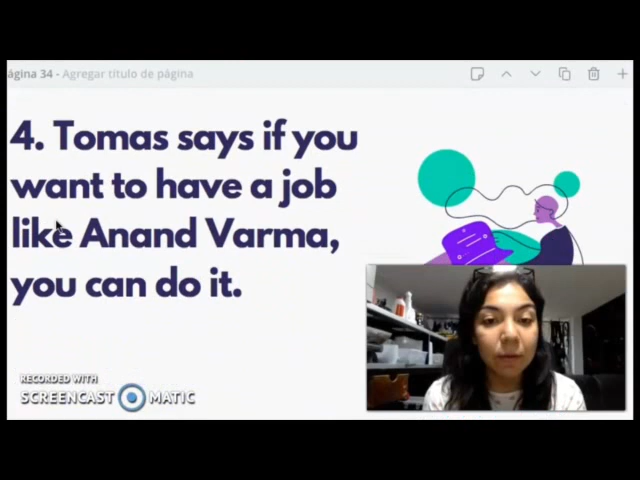 ágina 34 - Agregar título de página
4. Tomas says if you
want to have a job
like Anand Varma,
you can do it.
RECORDED WITH
SCREENCAST MATIC